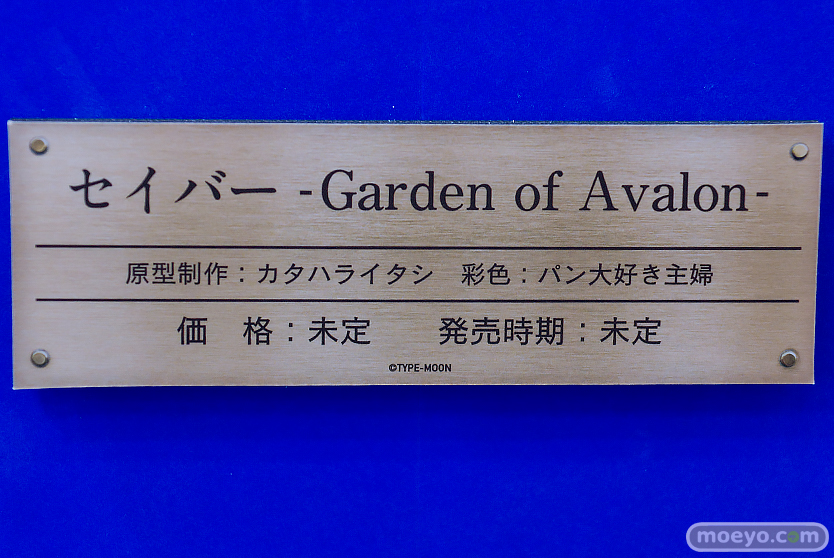 セイバー -Garden of Avalon-
原型制作：カタハライタシ　彩色：パン大好き主婦
価　格：未定　　発売時期：未定
©TYPE-MOON
moeyo.com